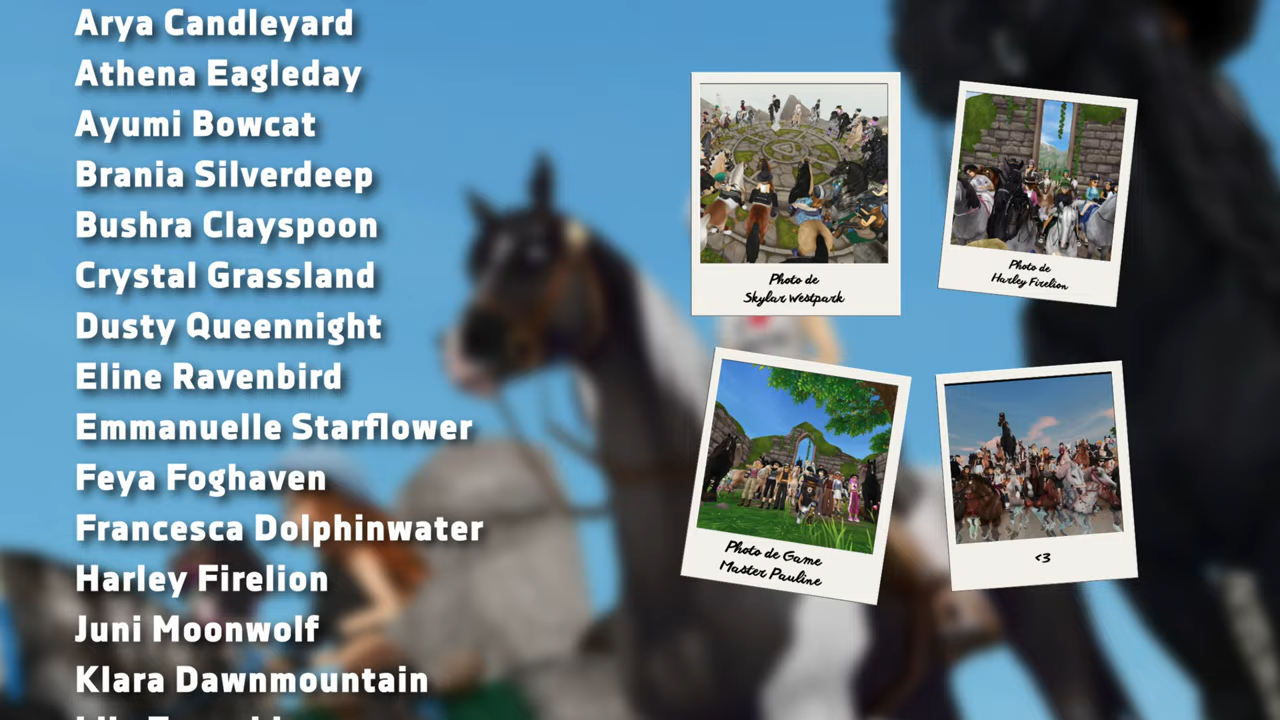 Arya Candleyard
Athena Eagleday
Ayumi Bowcat
Brania Silverdeep
Bushra Clayspoon
Crystal Grassland
Dusty Queennight
Eline Ravenbird
Emmanuelle Starflower
Feya Foghaven
Francesca Dolphinwater
Harley Firelion
Juni Moonwolf
Klara Dawnmountain
Photo de
Skylar Westpark
Photo de
Harley Firelion
Photo de Game
Master Pauline
<3